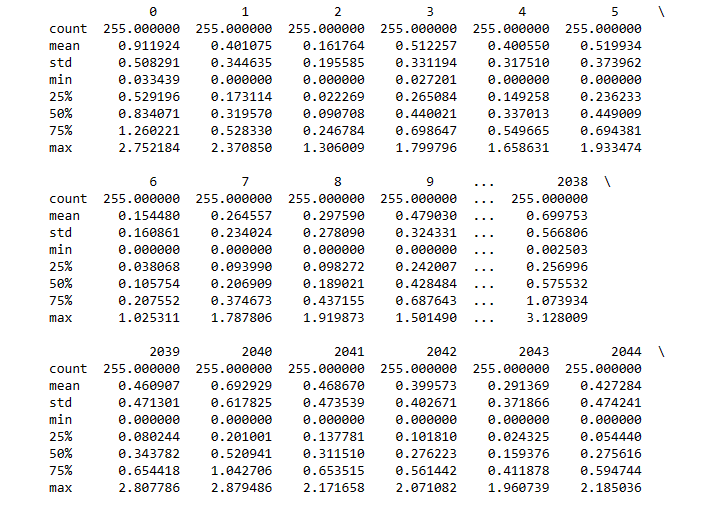 0 1 2 3 4 5 \
count 255.000000 255.000000 255.000000 255.000000 255.000000 255.000000
mean 0.911924 0.401075 0.161764 0.512257 0.400550 0.519934
std 0.508291 0.344635 0.195585 0.331194 0.317510 0.373962
min 0.033439 0.000000 0.000000 0.027201 0.000000 0.000000
25% 0.529196 0.173114 0.022269 0.265084 0.149258 0.236233
50% 0.834071 0.319570 0.090708 0.440021 0.337013 0.449009
75% 1.260221 0.528330 0.246784 0.698647 0.549665 0.694381
max 2.752184 2.370850 1.306009 1.799796 1.658631 1.933474
6 7 8 9 ... 2038 \
count 255.000000 255.000000 255.000000 255.000000 ... 255.000000
mean 0.154480 0.264557 0.297590 0.479030 ... 0.699753
std 0.160861 0.234024 0.278090 0.324331 ... 0.566806
min 0.000000 0.000000 0.000000 0.000000 ... 0.002503
25% 0.038068 0.093990 0.098272 0.242007 ... 0.256996
50% 0.105754 0.206909 0.189021 0.428484 ... 0.575532
75% 0.207552 0.374673 0.437155 0.687643 ... 1.073934
max 1.025311 1.787806 1.919873 1.501490 ... 3.128009
2039 2040 2041 2042 2043 2044 \
count 255.000000 255.000000 255.000000 255.000000 255.000000 255.000000
mean 0.460907 0.692929 0.468670 0.399573 0.291369 0.427284
std 0.471301 0.617825 0.473539 0.402671 0.371866 0.474241
min 0.000000 0.000000 0.000000 0.000000 0.000000 0.000000
25% 0.080244 0.201001 0.137781 0.101810 0.024325 0.054440
50% 0.343782 0.520941 0.311510 0.276223 0.159376 0.275616
75% 0.654418 1.042706 0.653515 0.561442 0.411878 0.594744
max 2.807786 2.879486 2.171658 2.071082 1.960739 2.185036